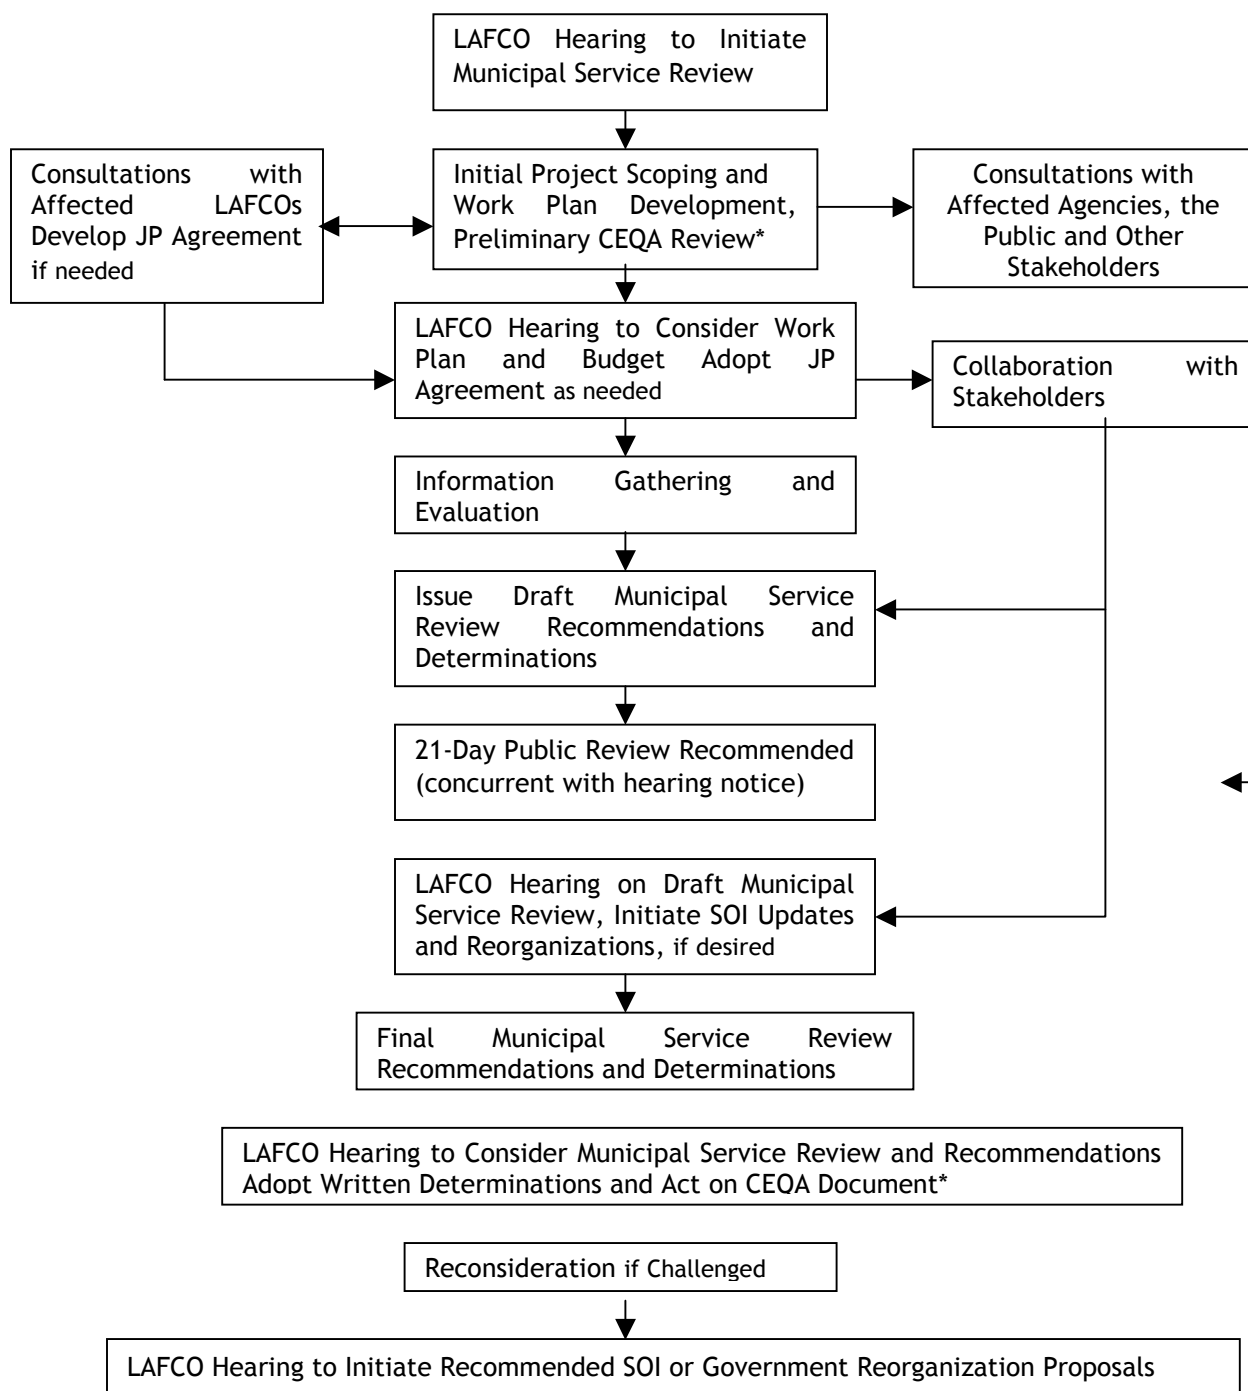 LAFCO Hearing to Initiate
Municipal Service Review
Consultations with
Affected LAFCOs
Develop JP Agreement
if needed
Initial Project Scoping and
Work Plan Development,
Preliminary CEQA Review*
Consultations with
Affected Agencies, the
Public and Other
Stakeholders
LAFCO Hearing to Consider Work
Plan and Budget Adopt JP
Agreement as needed
Collaboration with
Stakeholders
Information Gathering and
Evaluation
Issue Draft Municipal Service
Review Recommendations and
Determinations
21-Day Public Review Recommended
(concurrent with hearing notice)
LAFCO Hearing on Draft Municipal
Service Review, Initiate SOI Updates
and Reorganizations, if desired
Final Municipal Service Review
Recommendations and Determinations
LAFCO Hearing to Consider Municipal Service Review and Recommendations
Adopt Written Determinations and Act on CEQA Document*
Reconsideration if Challenged
LAFCO Hearing to Initiate Recommended SOI or Government Reorganization Proposals